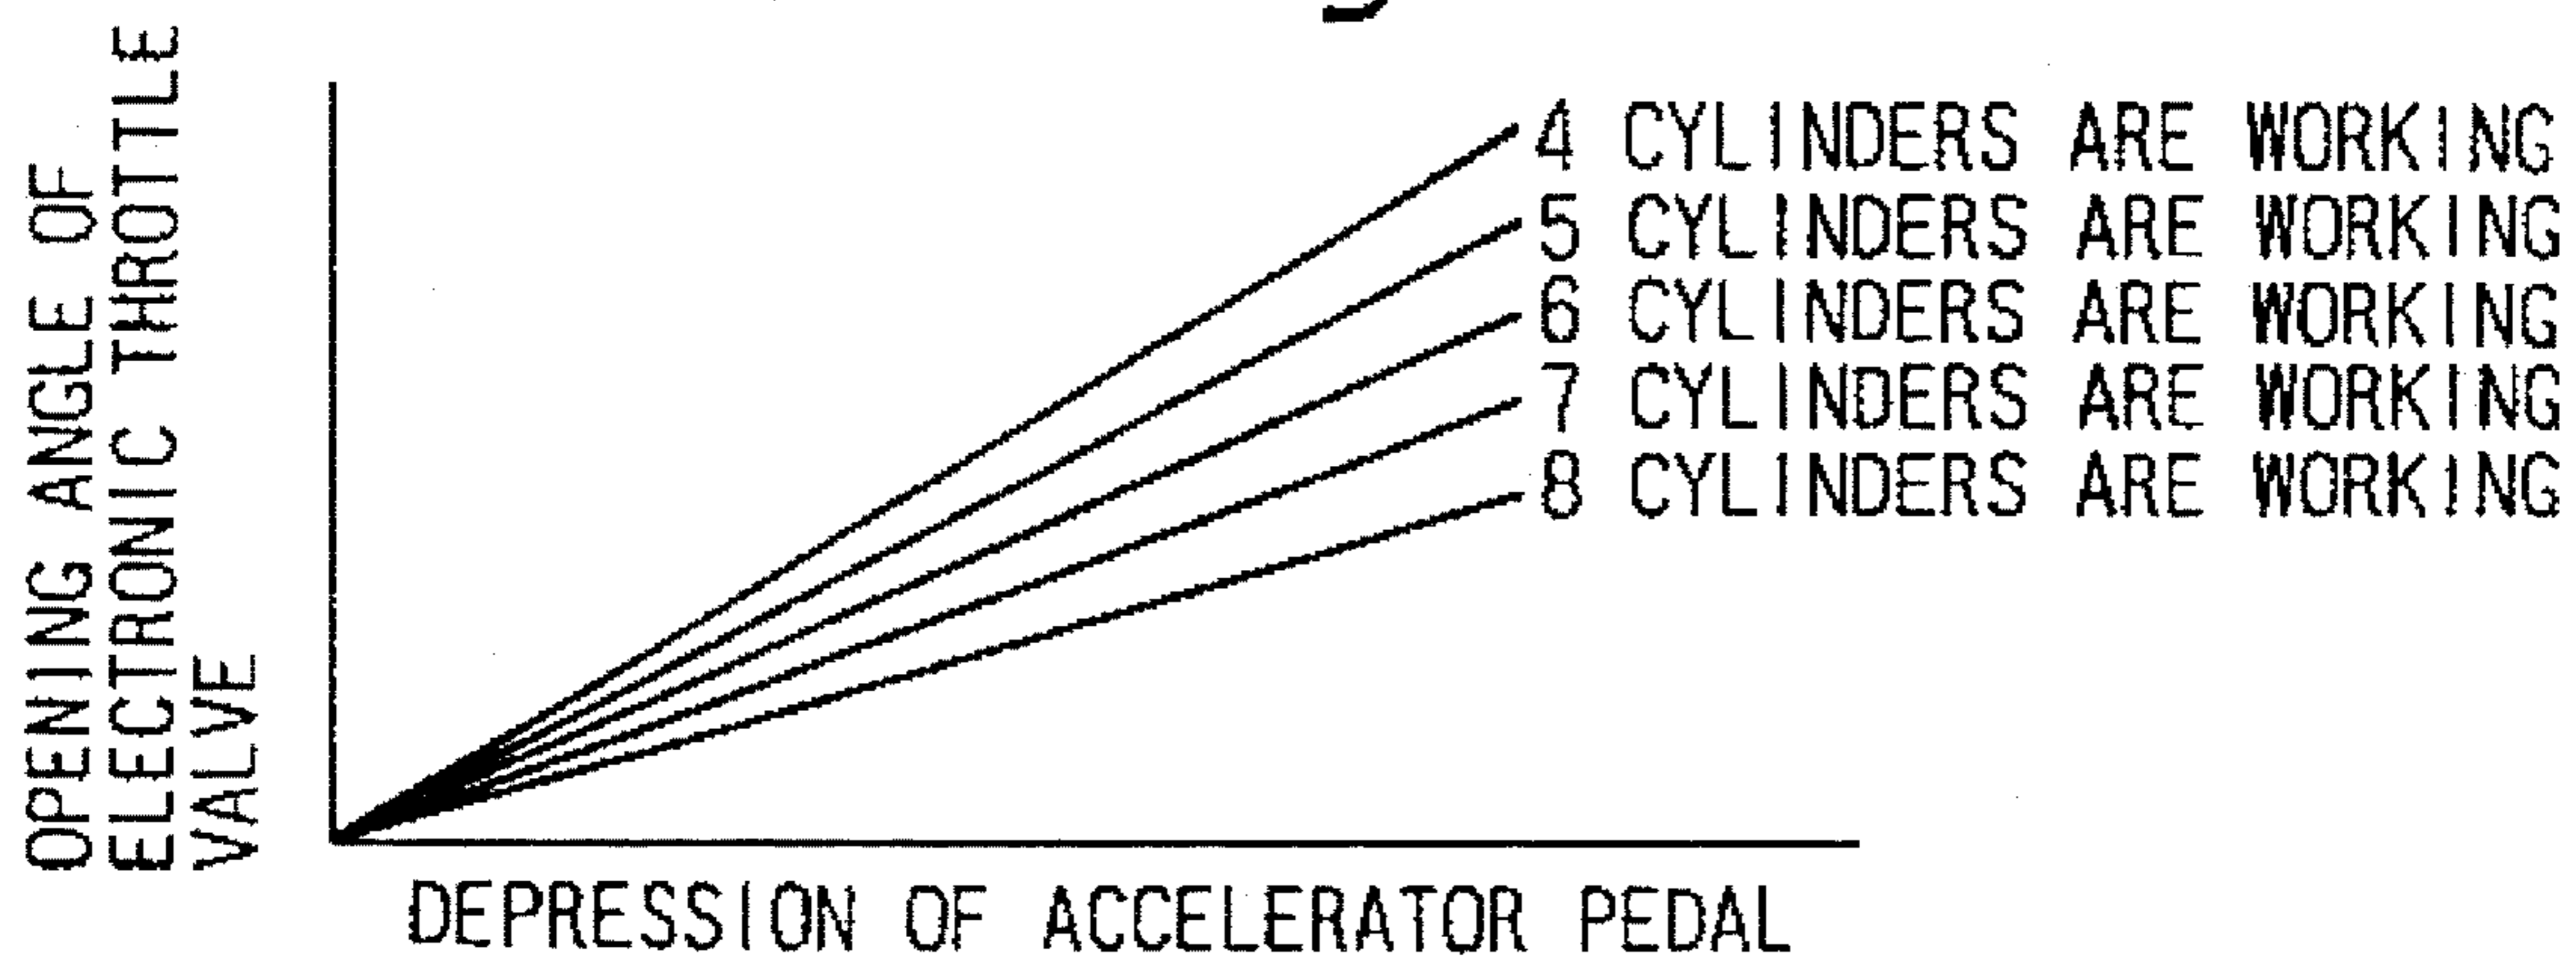 OPENING ANGLE OF
ELECTRONIC THROTTLE
VALVE
4 CYLINDERS ARE WORKING
5 CYLINDERS ARE WORKING
6 CYLINDERS ARE WORKING
7 CYLINDERS ARE WORKING
8 CYLINDERS ARE WORKING
DEPRESSION OF ACCELERATOR PEDAL